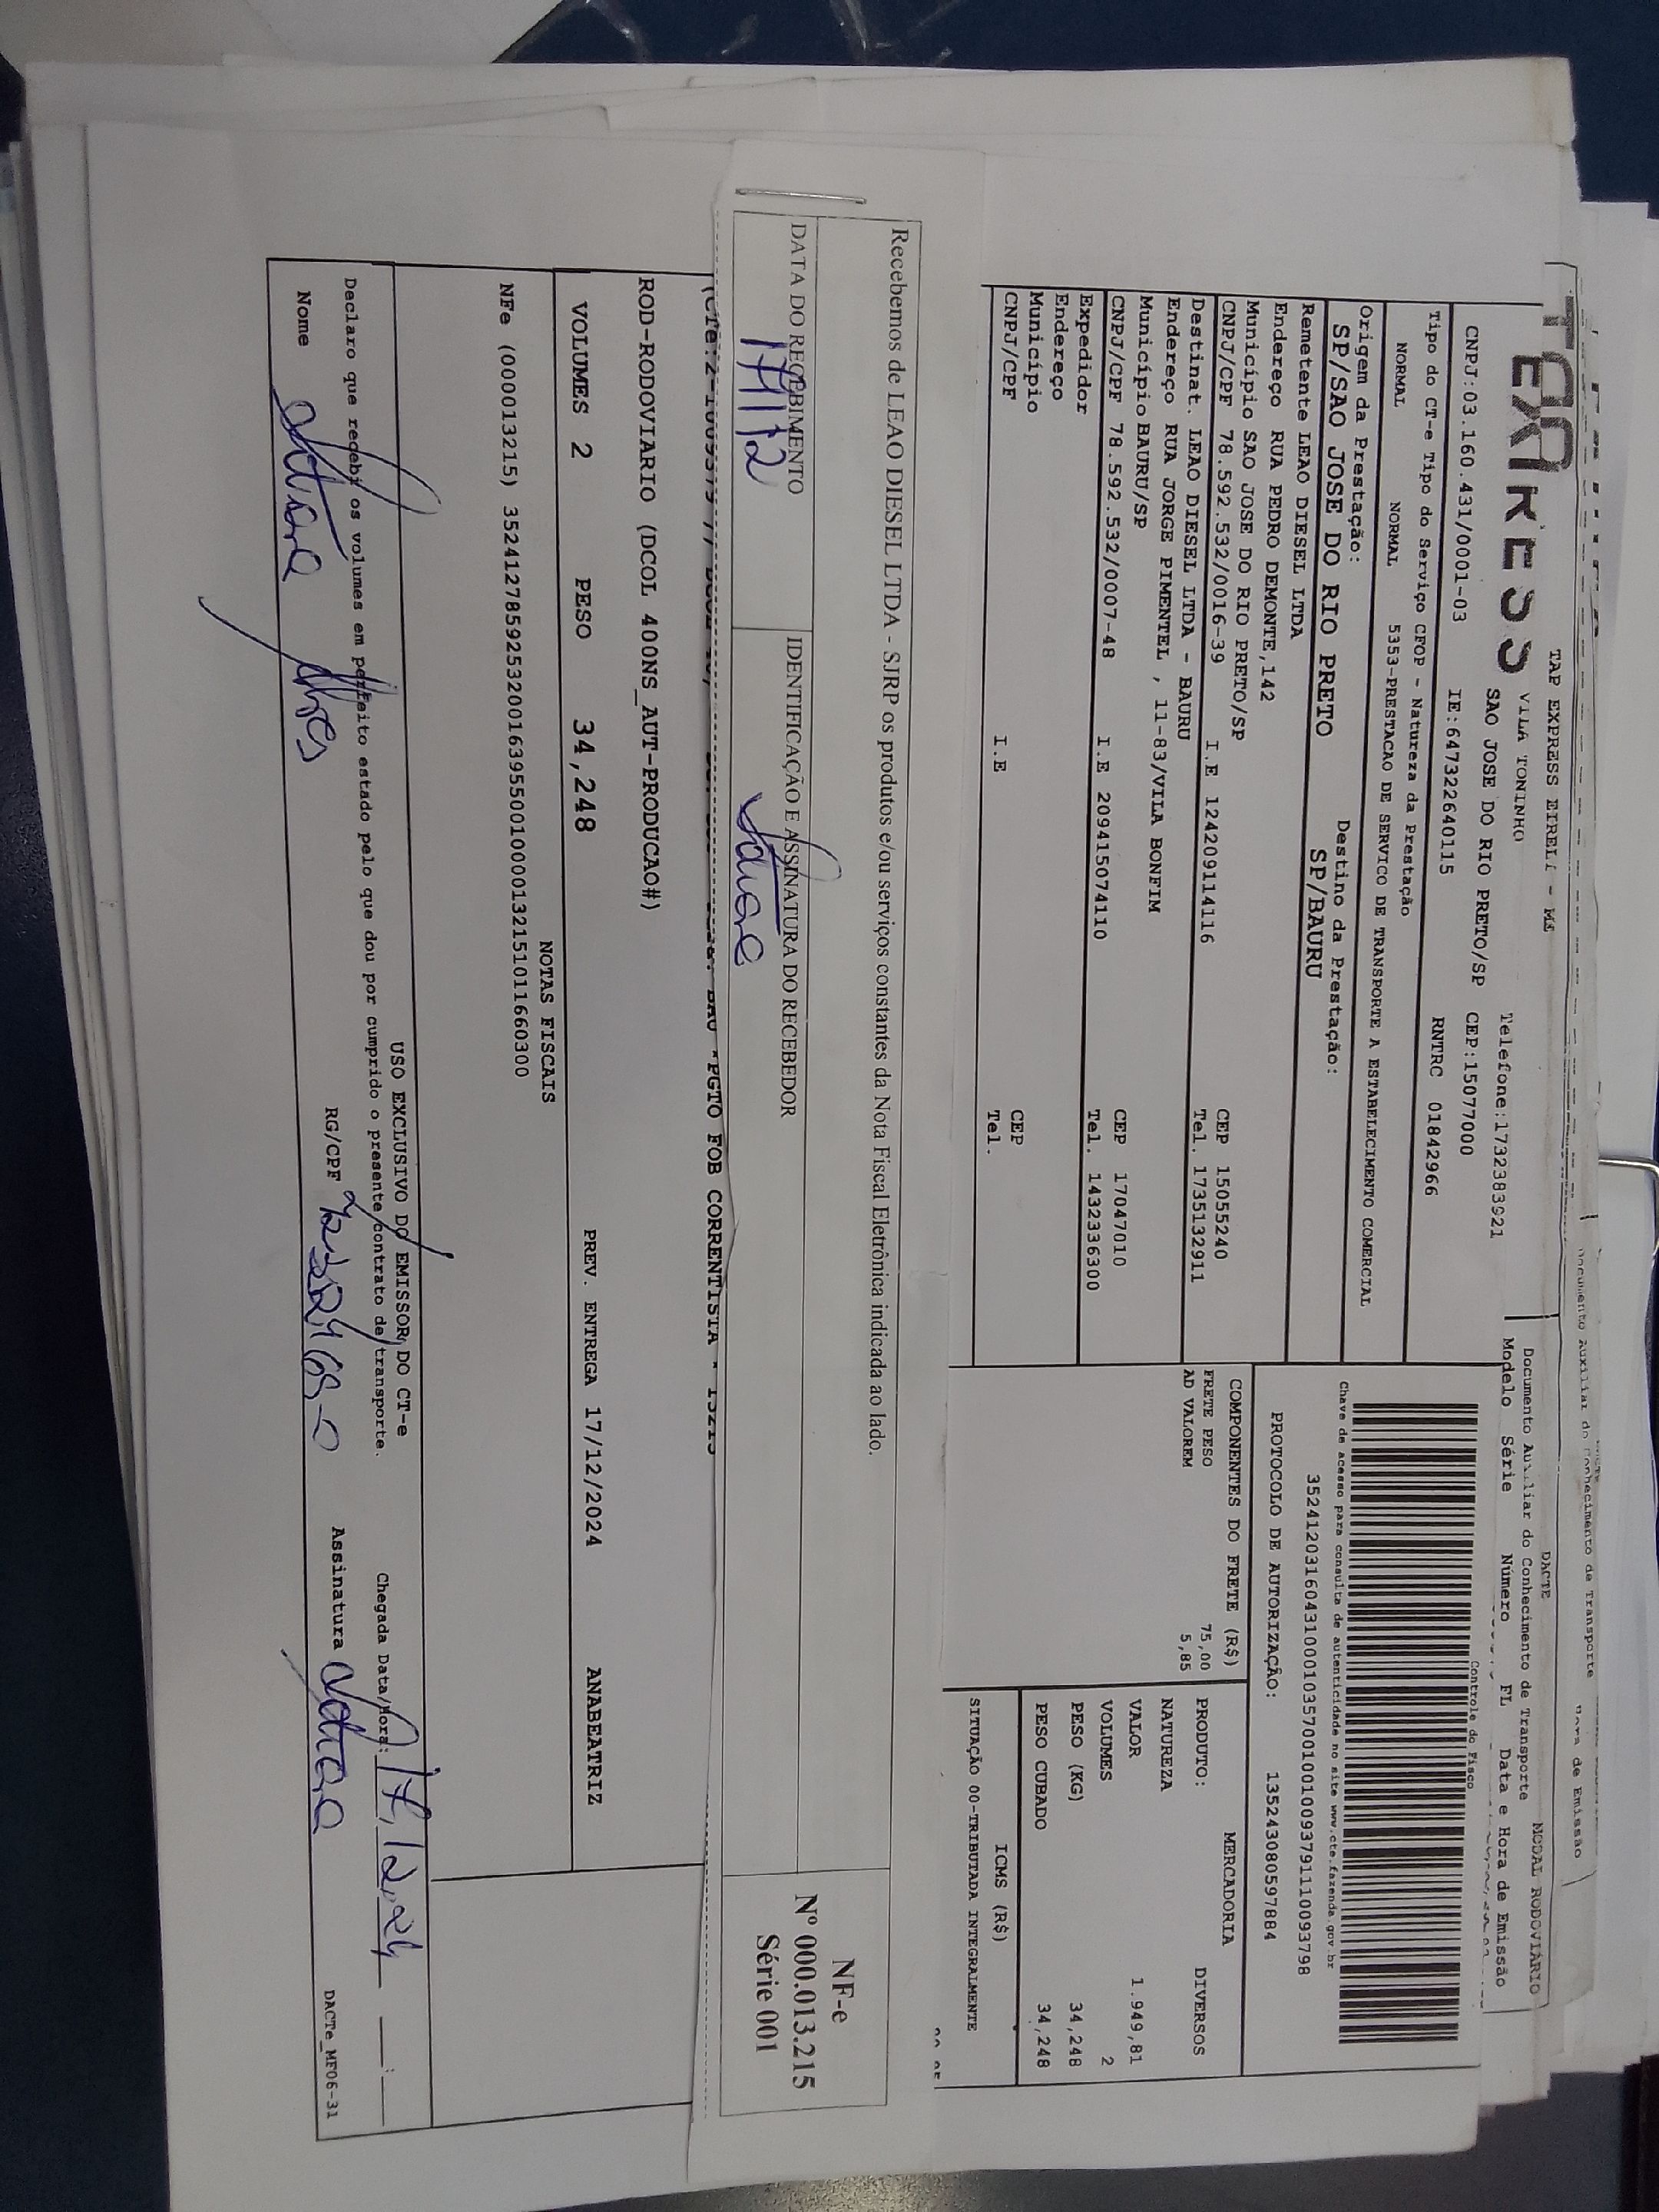 Documento Auxiliar do Conhecimento de Transporte
Hora de Emissão
TAP
EXPRESS
TAP EXPRESS EIRELI - ME
VILA TONINHO
Telefone:1732383921
SAO JOSE DO RIO PRETO/SP CEP:15077000
CNPJ:03.160.431/0001-03 IE:647322640115 RNTRC 01842966
DACTE MODAL RODOVIÁRIO
Documento Auxiliar do Conhecimento de Transporte
Modelo Série Número FL Data e Hora de Emissão
Controle do Fisco
Tipo do CT-e Tipo do Serviço CFOP - Natureza da Prestação
NORMAL NORMAL 5353-PRESTACAO DE SERVICO DE TRANSPORTE A ESTABELECIMENTO COMERCIAL
Chave de acesso para consulta de autenticidade no site www.cte.fazenda.gov.br
35241203160431000103570010010093791110093798
Origem da Prestação: Destino da Prestação:
SP/SAO JOSE DO RIO PRETO SP/BAURU
PROTOCOLO DE AUTORIZAÇÃO: 135243080597884
Remetente LEAO DIESEL LTDA
Endereço RUA PEDRO DEMONTE,142
Município SAO JOSE DO RIO PRETO/SP CEP 15055240
CNPJ/CPF 78.592.532/0016-39 I.E 124209114116 Tel. 1735132911
Destinat. LEAO DIESEL LTDA - BAURU
Endereço RUA JORGE PIMENTEL , 11-83/VILA BONFIM
Município BAURU/SP CEP 17047010
CNPJ/CPF 78.592.532/0007-48 I.E 209415074110 Tel. 1432336300
Expedidor
Endereço
Município CEP
CNPJ/CPF I.E Tel.
COMPONENTES DO FRETE (R$)
FRETE PESO 75,00
AD VALOREM 5,85
MERCADORIA
PRODUTO: DIVERSOS
NATUREZA
VALOR 1.949,81
VOLUMES 2
PESO (KG) 34,248
PESO CUBADO 34,248
ICMS (R$)
SITUAÇÃO 00-TRIBUTADA INTEGRALMENTE
Recebemos de LEAO DIESEL LTDA - SJRP os produtos e/ou serviços constantes da Nota Fiscal Eletrônica indicada ao lado.
DATA DO RECEBIMENTO IDENTIFICAÇÃO E ASSINATURA DO RECEBEDOR
17/12
NF-e
Nº 000.013.215
Série 001
"PGTO FOB CORRENTISTA "
ROD-RODOVIARIO (DCOL 400NS_AUT-PRODUCAO#)
VOLUMES 2 PESO 34,248 PREV. ENTREGA 17/12/2024 ANABEATRIZ
NOTAS FISCAIS
NFe (000013215) 35241278592532001639550010000132151011660300
USO EXCLUSIVO DO EMISSOR DO CT-e
Declaro que recebi os volumes em perfeito estado pelo que dou por cumprido o presente contrato de transporte. Chegada Data/Hora: 17,12,24 __:__
Nome RG/CPF Assinatura
DACTe_MF06-31